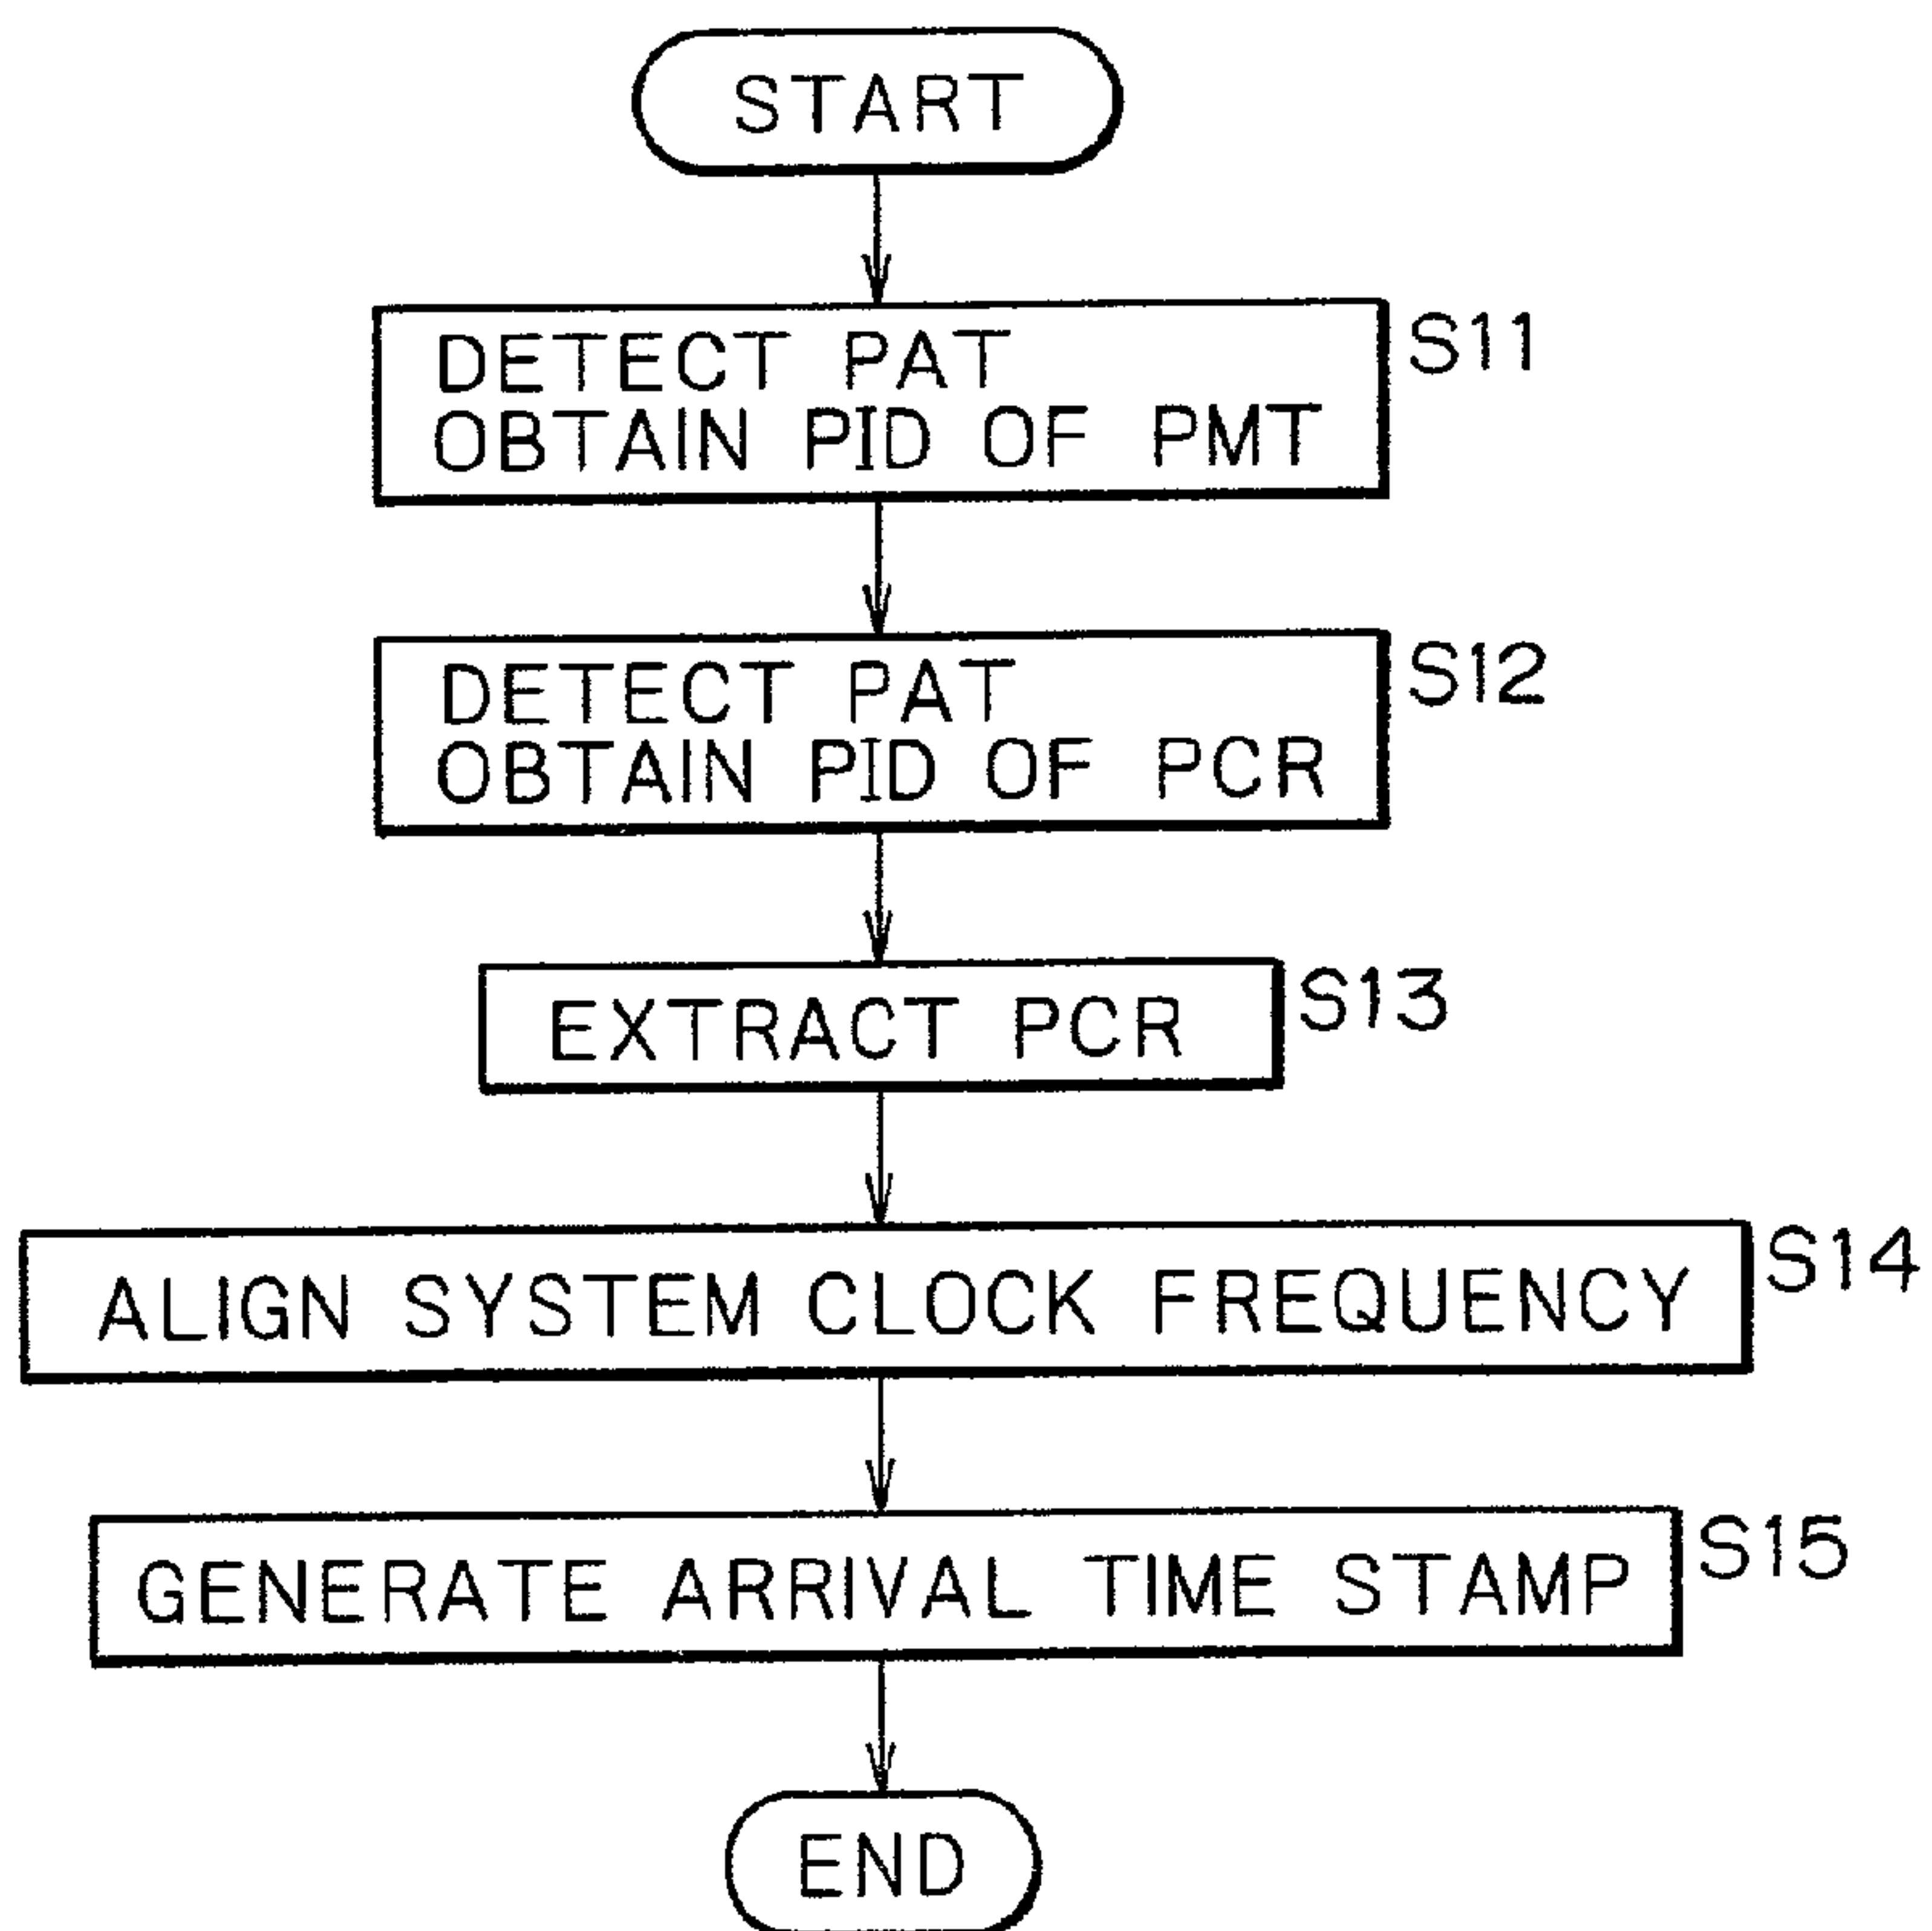 START
DETECT PAT
OBTAIN PID OF PMT
S11
DETECT PAT
OBTAIN PID OF PCR
S12
EXTRACT PCR
S13
ALIGN SYSTEM CLOCK FREQUENCY
S14
GENERATE ARRIVAL TIME STAMP
S15
END